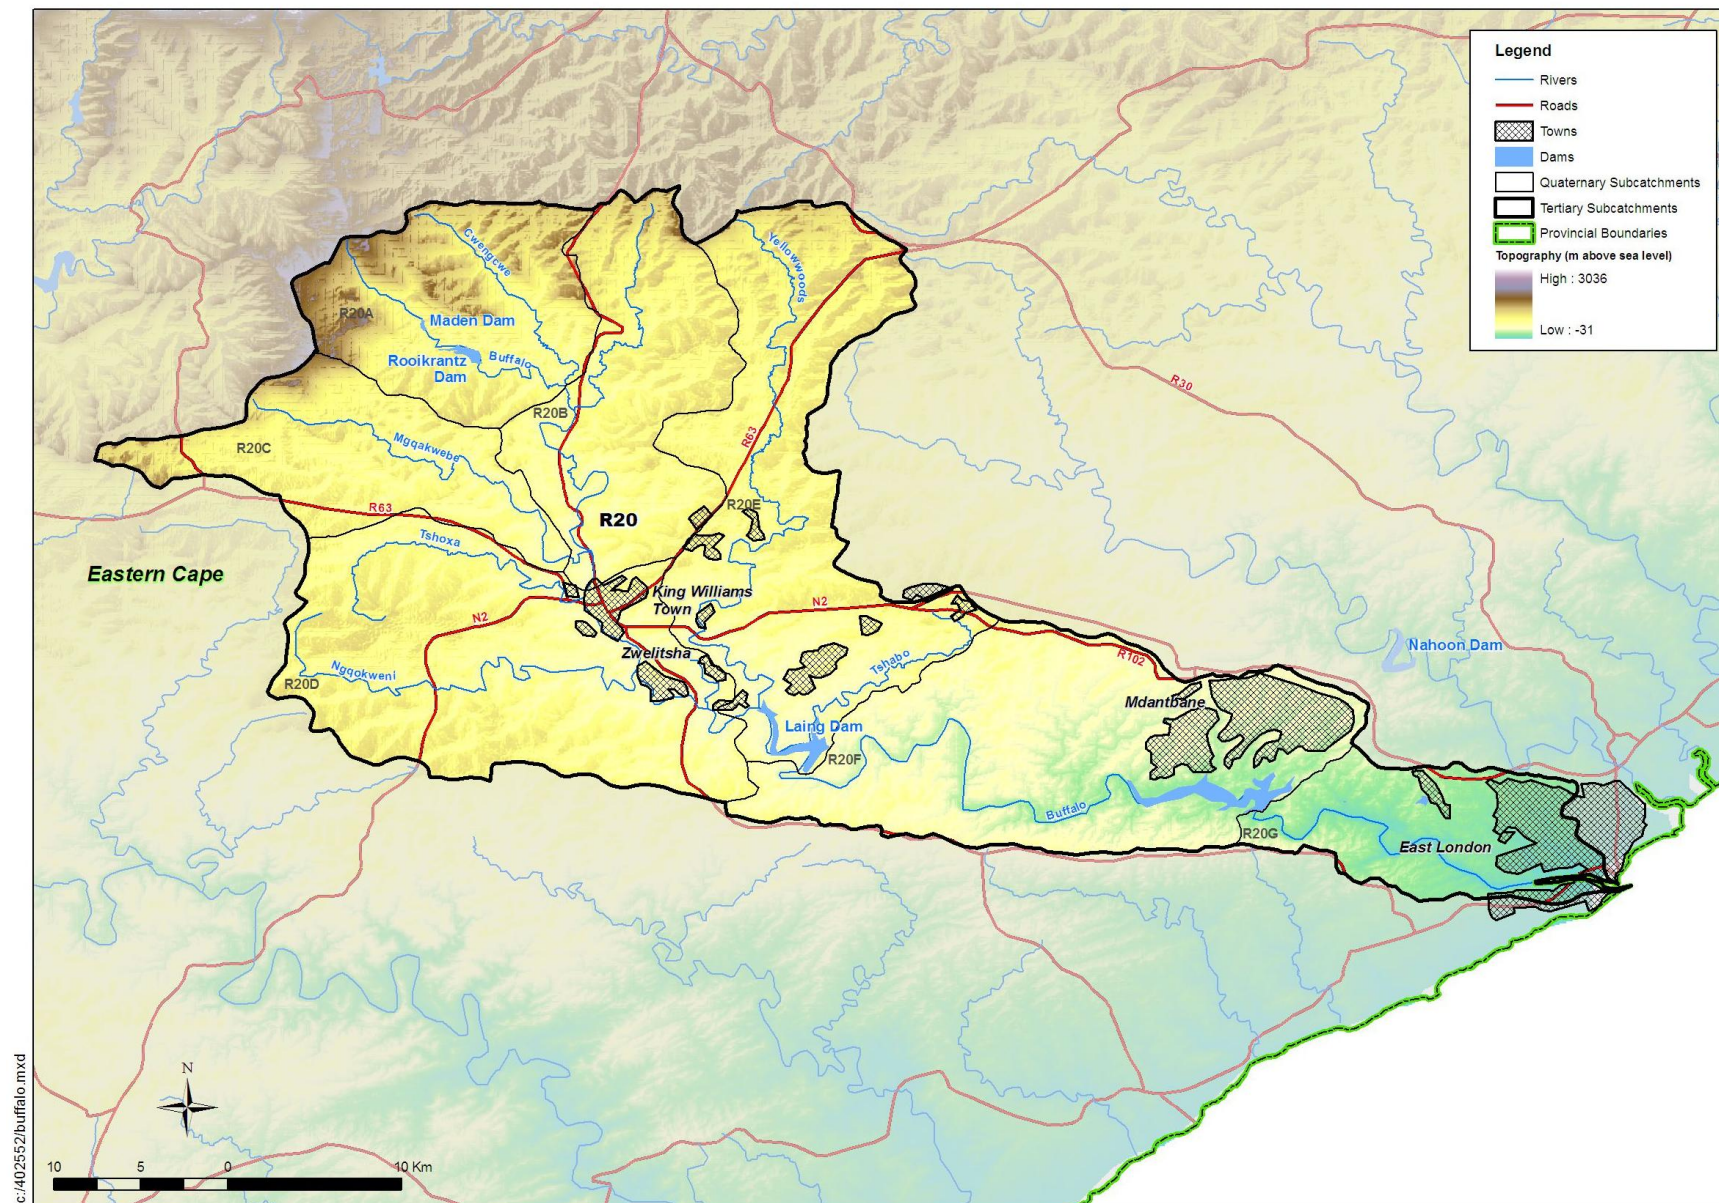 Legend
Rivers
Roads
Towns
Dams
Quaternary Subcatchments
Tertiary Subcatchments
Provincial Boundaries
Topography (m above sea level)
High : 3036
Low : -31
Cwengcwe
Yellowwoods
R20A
Maden Dam
Rooikrantz
Dam
Buffalo
R30
R20B
R63
R20C
Mgqakwebe
R63
R20E
R20
Tshoxa
Eastern Cape
King Williams
Town
N2
N2
Zwelitsha
Tshabo
R102
Nahoon Dam
Ngqokweni
R20D
Mdantbane
Laing Dam
R20F
Buffalo
R20G
East London
N
10 5 0 10 Km
c:/402552/buffalo.mxd